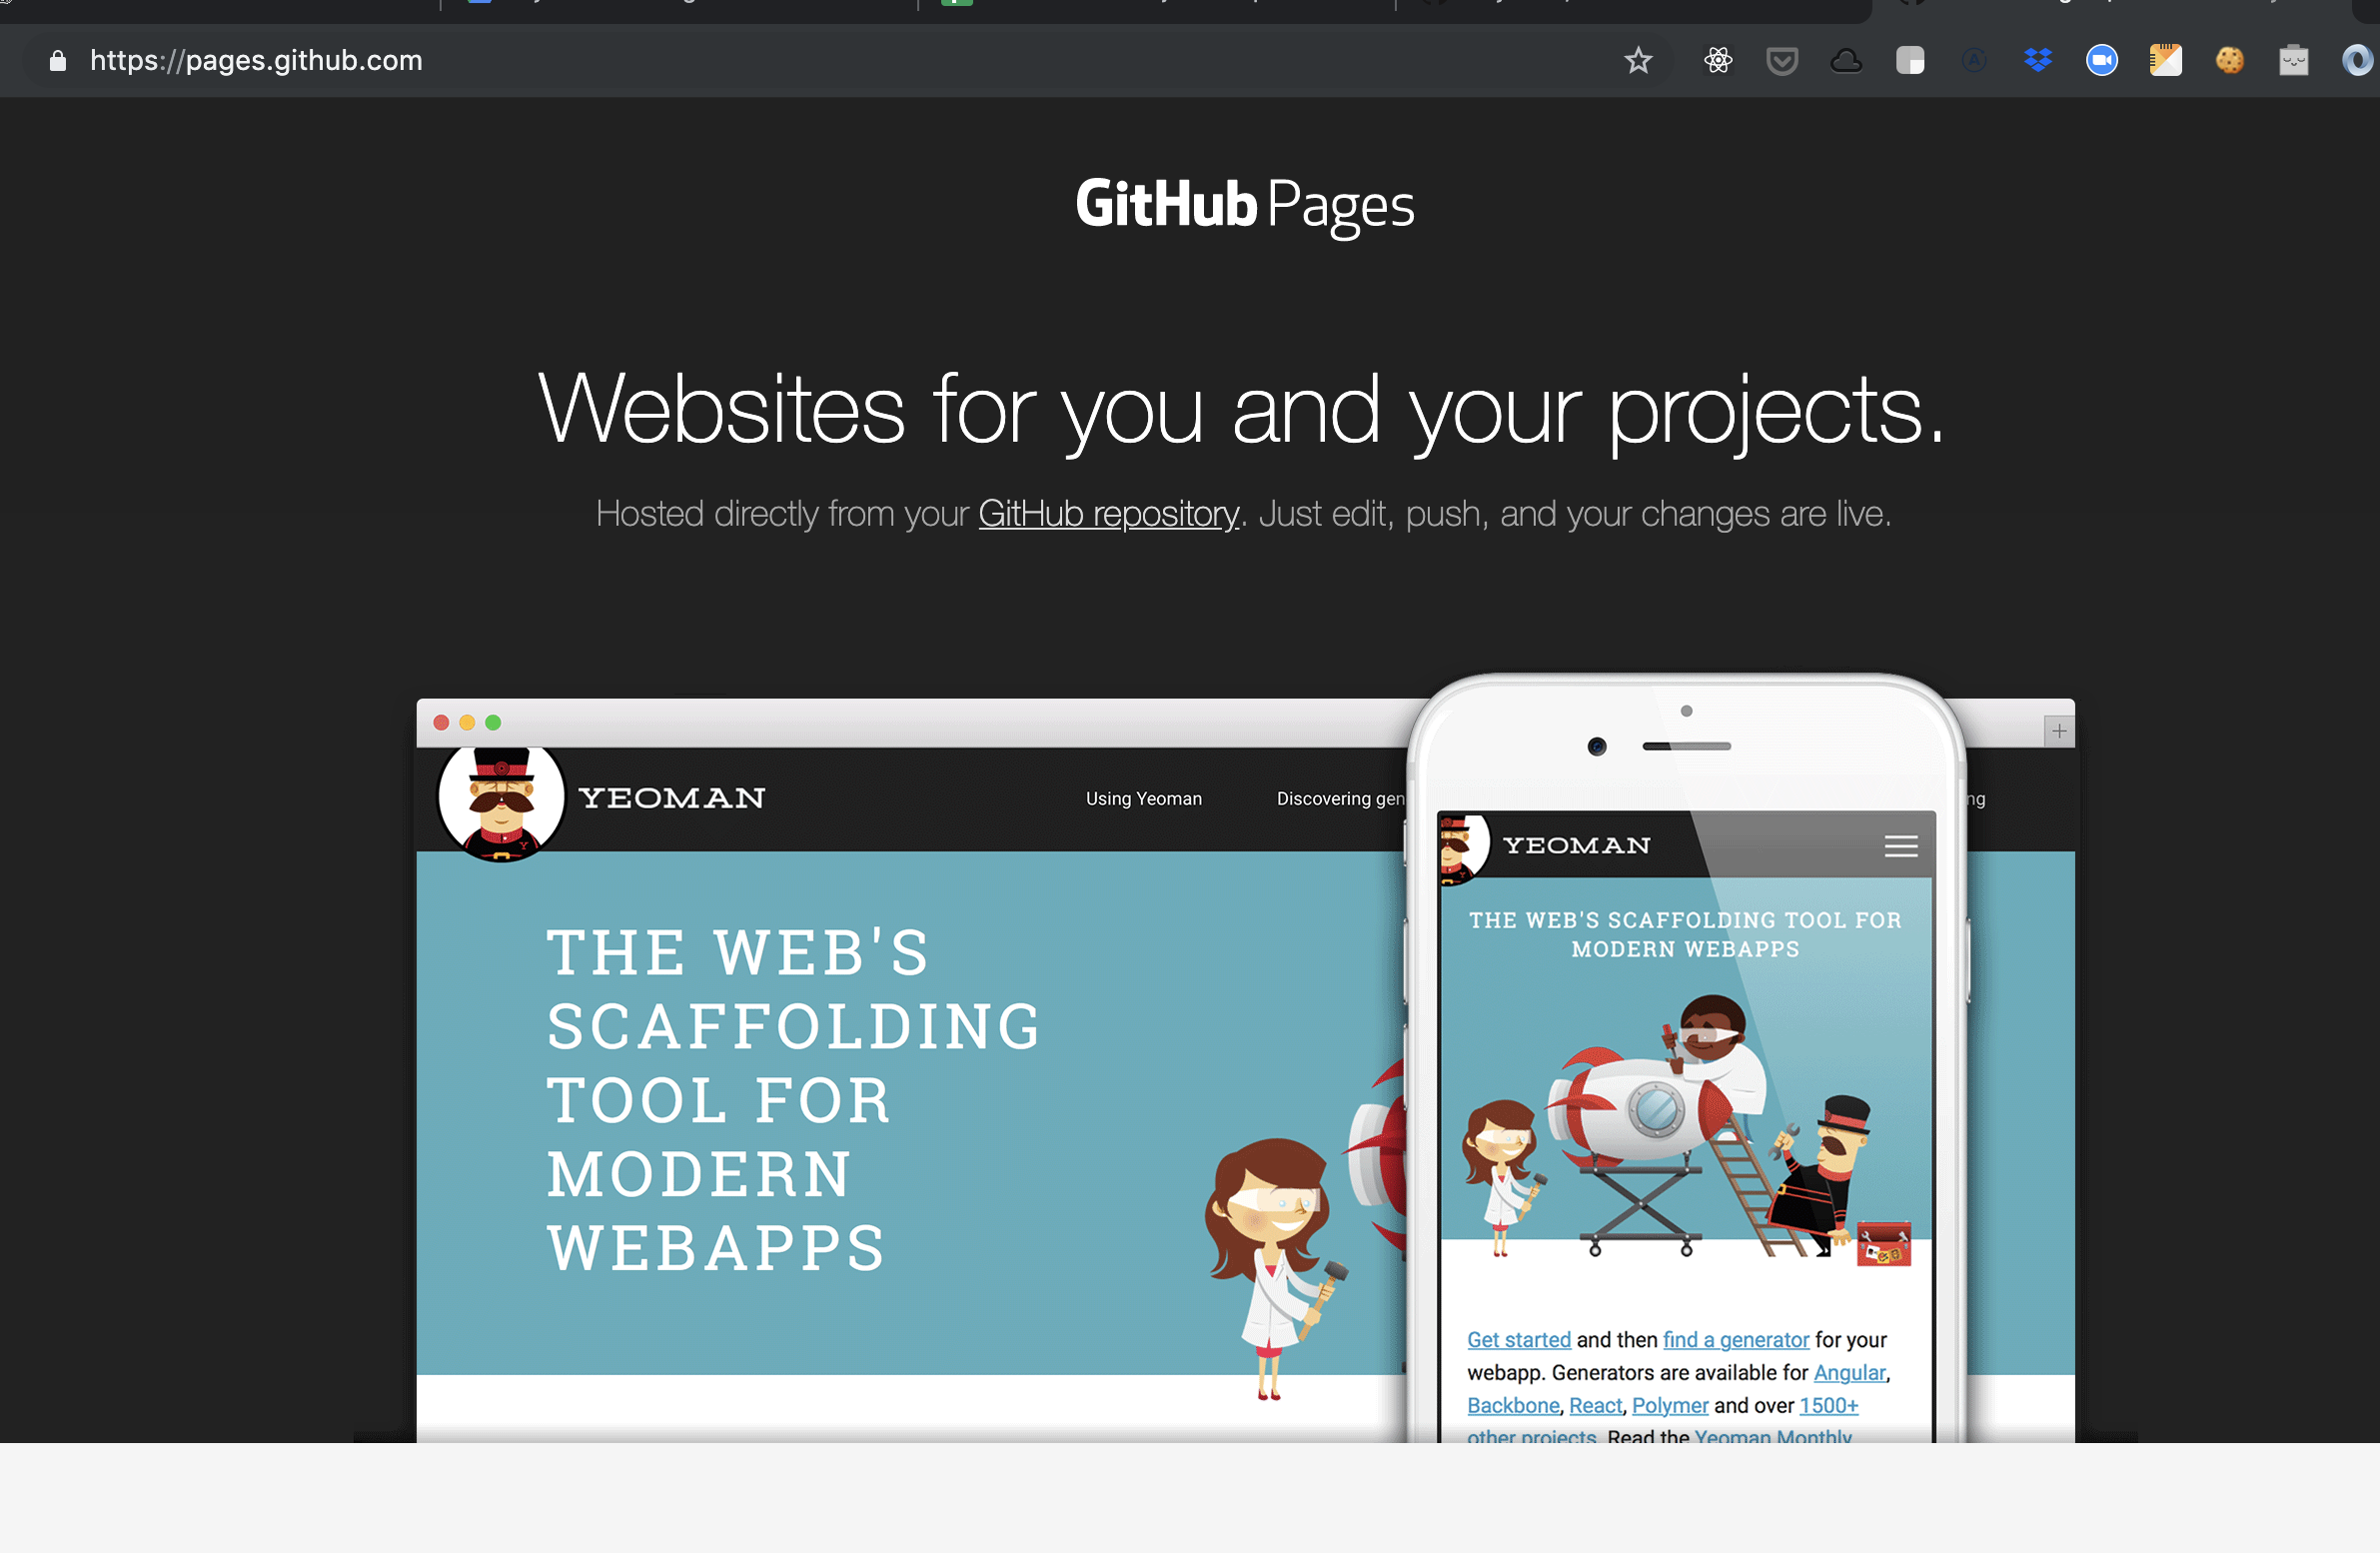 https://pages.github.com
GitHub Pages
Websites for you and your projects.
Hosted directly from your GitHub repository. Just edit, push, and your changes are live.
YEOMAN
Using Yeoman
Discovering gen
ng
THE WEB'S
SCAFFOLDING
TOOL FOR
MODERN
WEBAPPS
YEOMAN
THE WEB'S SCAFFOLDING TOOL FOR
MODERN WEBAPPS
Get started and then find a generator for your
webapp. Generators are available for Angular,
Backbone, React, Polymer and over 1500+
other projects. Read the Yeoman Monthly